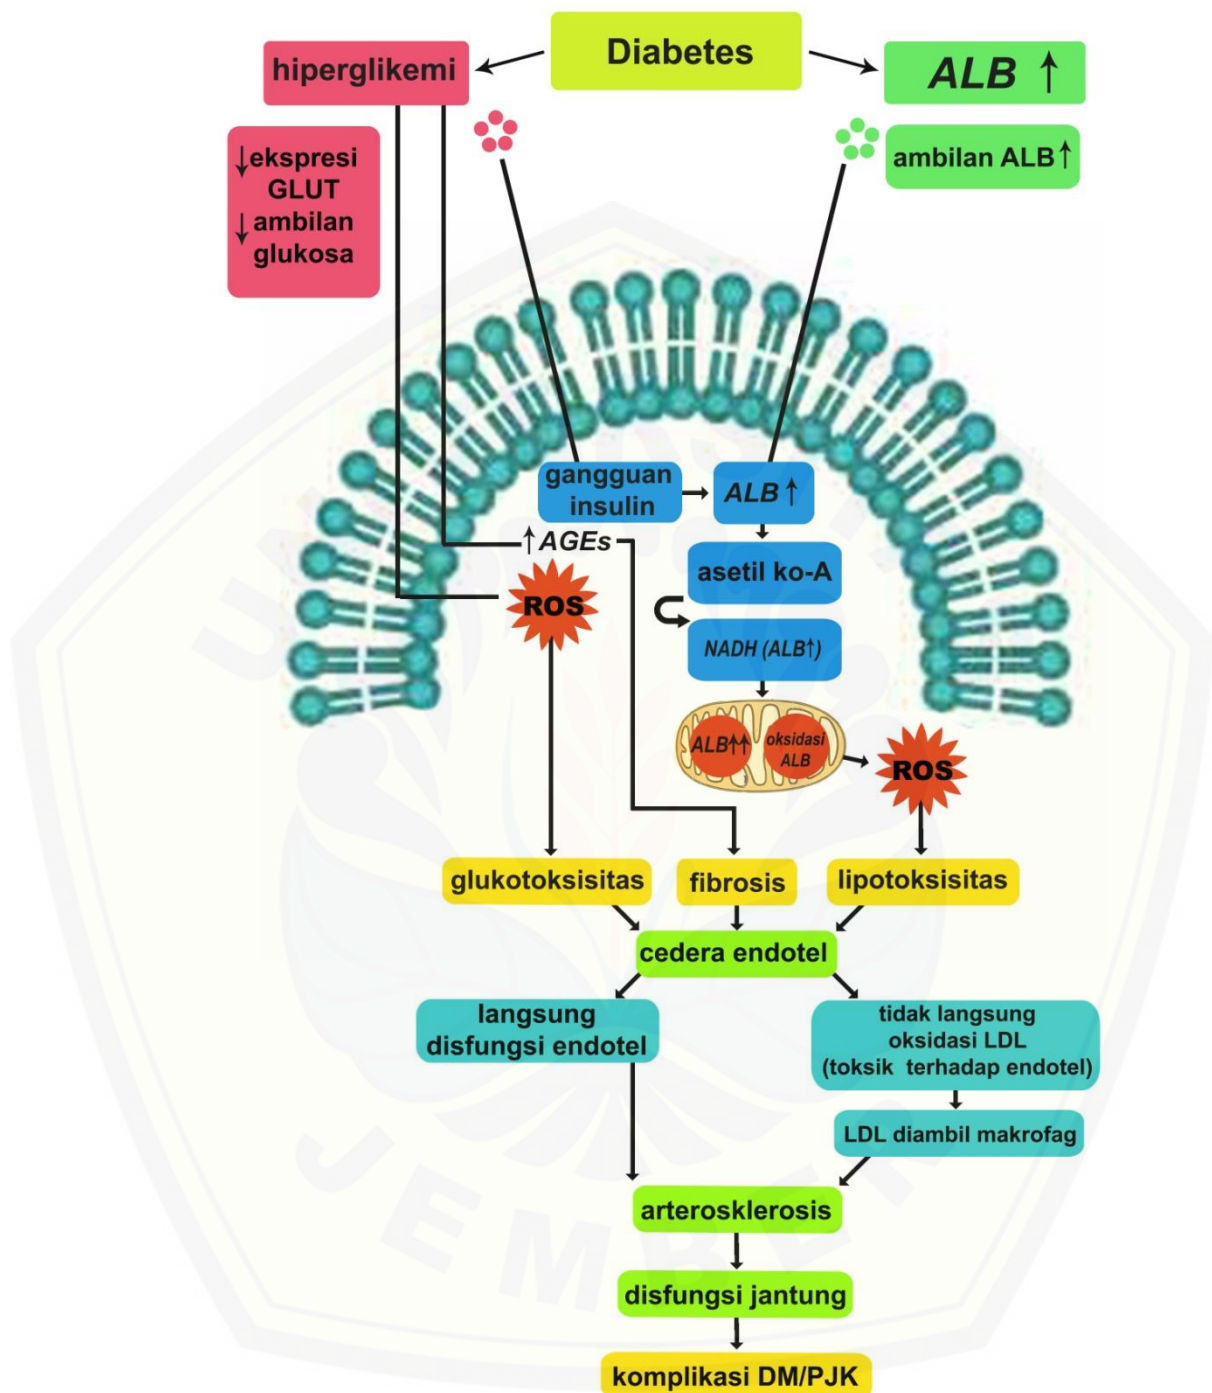 Diabetes
hiperglikemi
ALB ↑
↓ekspresi
GLUT
↓ambilan
glukosa
ambilan ALB↑
gangguan
insulin
ALB↑
↑AGEs
asetil ko-A
ROS
NADH (ALB↑)
ALB↑↑
oksidasi
ALB
ROS
glukotoksisitas
fibrosis
lipotoksisitas
cedera endotel
langsung
disfungsi endotel
tidak langsung
oksidasi LDL
(toksik terhadap endotel)
LDL diambil makrofag
arterosklerosis
disfungsi jantung
komplikasi DM/PJK
JEMBER